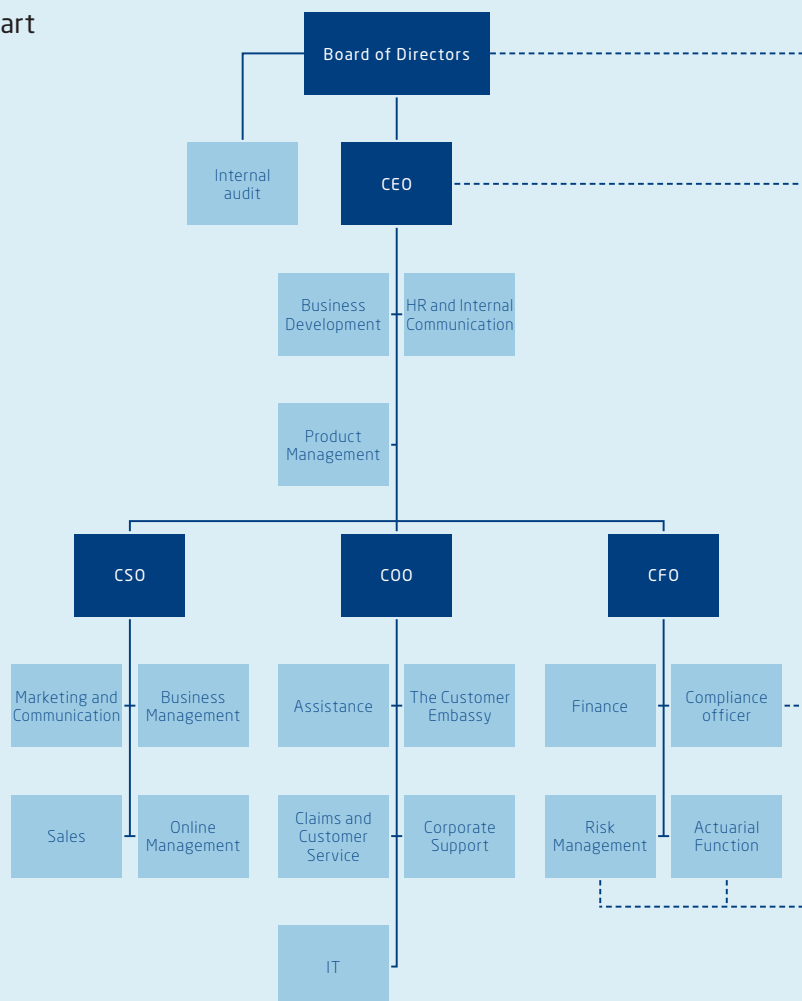 art
Board of Directors
Internal
audit
CEO
Business
Development
HR and Internal
Communication
Product
Management
CSO
COO
CFO
Marketing and
Communication
Business
Management
Assistance
The Customer
Embassy
Finance
Compliance
officer
Sales
Online
Management
Claims and
Customer
Service
Corporate
Support
Risk
Management
Actuarial
Function
IT